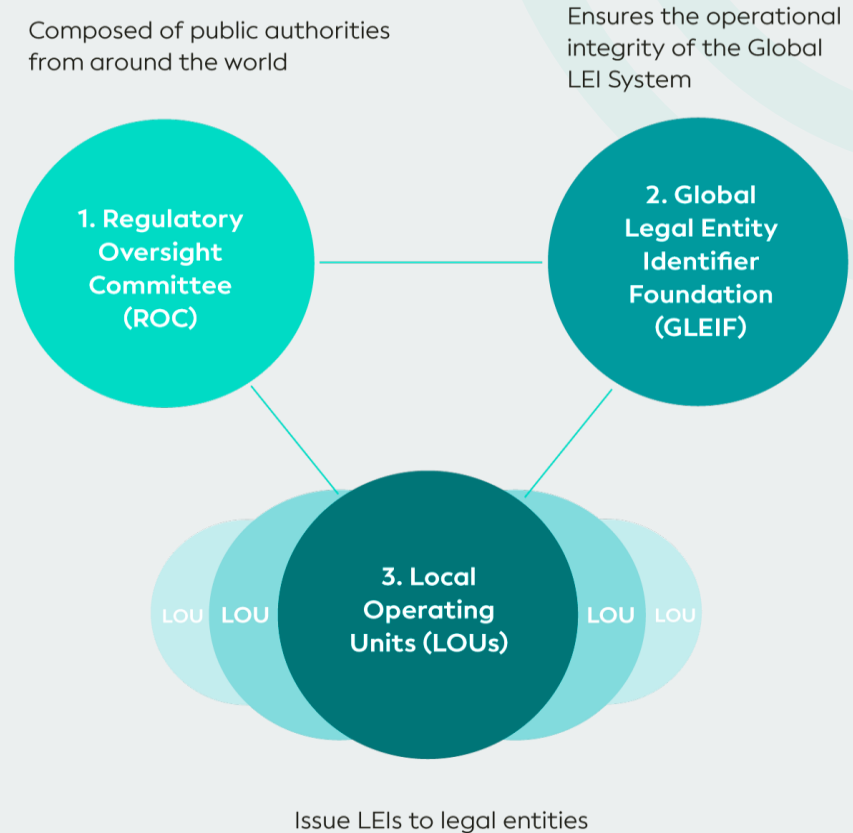 Composed of public authorities
from around the world
Ensures the operational
integrity of the Global
LEI System
1. Regulatory
Oversight
Committee
(ROC)
2. Global
Legal Entity
Identifier
Foundation
(GLEIF)
LOU
LOU
3. Local
Operating
Units (LOUs)
LOU
LOU
Issue LEIs to legal entities